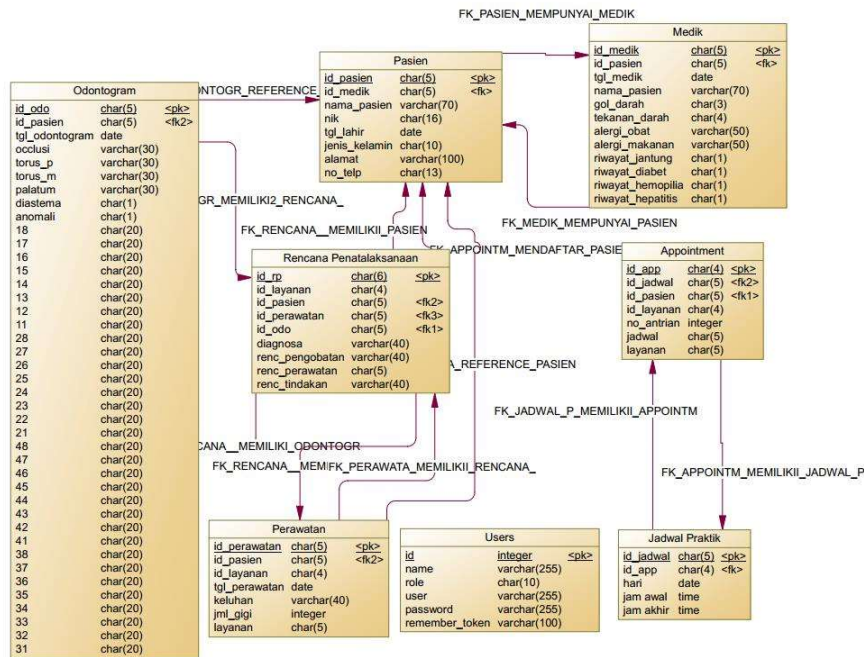 FK_PASIEN_MEMPUNYAI_MEDIK
Medik
id_medik char(5) <pk>
id_pasien char(5) <fk>
tgl_medik date
nama_pasien varchar(70)
gol_darah char(3)
tekanan_darah char(4)
alergi_obat varchar(50)
alergi_makanan varchar(50)
riwayat_jantung char(1)
riwayat_diabet char(1)
riwayat_hemopilia char(1)
riwayat_hepatitis char(1)
Pasien
id_pasien char(5) <pk>
id_medik char(5) <fk>
nama_pasien varchar(70)
nik char(16)
tgl_lahir date
jenis_kelamin char(10)
alamat varchar(100)
no_telp char(13)
Odontogram
id_odo char(5) <pk>
id_pasien char(5) <fk2>
tgl_odontogram date
occlusi varchar(30)
torus_p varchar(30)
torus_m varchar(30)
palatum varchar(30)
diastema char(1)
anomali char(1)
18 char(20)
17 char(20)
16 char(20)
15 char(20)
14 char(20)
13 char(20)
12 char(20)
11 char(20)
28 char(20)
27 char(20)
26 char(20)
25 char(20)
24 char(20)
23 char(20)
22 char(20)
21 char(20)
48 char(20)
47 char(20)
46 char(20)
45 char(20)
44 char(20)
43 char(20)
42 char(20)
41 char(20)
38 char(20)
37 char(20)
36 char(20)
35 char(20)
34 char(20)
33 char(20)
32 char(20)
31 char(20)
ONTOGR_REFERENCE_
GR_MEMILIKI2_RENCANA_
FK_RENCANA__MEMILIKII_PASIEN
FK_MEDIK_MEMPUNYAI_PASIEN
FK_APPOINTM_MENDAFTAR_PASIE
Rencana Penatalaksanaan
id_rp char(6) <pk>
id_layanan char(4)
id_pasien char(5) <fk2>
id_perawatan char(5) <fk3>
id_odo char(5) <fk1>
diagnosa varchar(40)
renc_pengobatan varchar(40)
renc_perawatan char(5)
renc_tindakan varchar(40)
A_REFERENCE_PASIEN
Appointment
id_app char(4) <pk>
id_jadwal char(5) <fk2>
id_pasien char(5) <fk1>
id_layanan char(4)
no_antrian integer
jadwal char(5)
layanan char(5)
FK_JADWAL_P_MEMILIKII_APPOINTM
CANA__MEMILIKI_ODONTOGR
FK_RENCANA__MEMI
FK_PERAWATA_MEMILIKII_RENCANA_
FK_APPOINTM_MEMILIKII_JADWAL_P
Perawatan
id_perawatan char(5) <pk>
id_pasien char(5) <fk2>
id_layanan char(4)
tgl_perawatan date
keluhan varchar(40)
jml_gigi integer
layanan char(5)
Users
id integer <pk>
name varchar(255)
role char(10)
user varchar(255)
password varchar(255)
remember_token varchar(100)
Jadwal Praktik
id_jadwal char(5) <pk>
id_app char(4) <fk>
hari date
jam awal time
jam akhir time